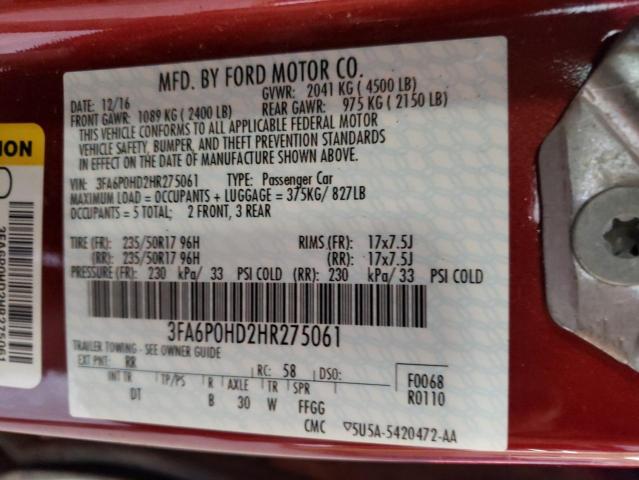 MFD. BY FORD MOTOR CO.
DATE: 12/16 GVWR: 2041 KG ( 4500 LB)
FRONT GAWR: 1089 KG ( 2400 LB) REAR GAWR: 975 KG ( 2150 LB)
THIS VEHICLE CONFORMS TO ALL APPLICABLE FEDERAL MOTOR
VEHICLE SAFETY, BUMPER, AND THEFT PREVENTION STANDARDS
IN EFFECT ON THE DATE OF MANUFACTURE SHOWN ABOVE.
VIN: 3FA6P0HD2HR275061 TYPE: Passenger Car
MAXIMUM LOAD = OCCUPANTS + LUGGAGE = 375KG/ 827LB
OCCUPANTS = 5 TOTAL; 2 FRONT, 3 REAR
TIRE (FR): 235/50R17 96H RIMS (FR): 17x7.5J
(RR): 235/50R17 96H (RR): 17x7.5J
PRESSURE (FR): 230 kPa/ 33 PSI COLD (RR): 230 kPa/ 33 PSI COLD
3FA6P0HD2HR275061
TRAILER TOWING - SEE OWNER GUIDE
EXT PNT: RR RC: 58 DSO:
INT TR TP/PS R AXLE TR SPR
DT B 30 W FFGG
F0068
R0110
CMC ▽5U5A-5420472-AA
3FA6P0HD2HR275061